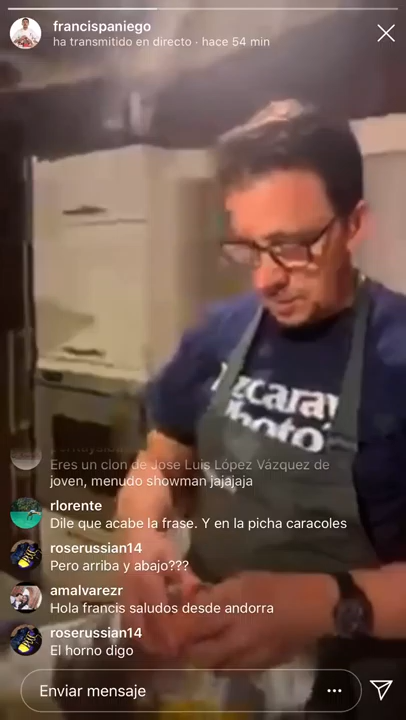 francispaniego
ha transmitido en directo · hace 54 min
zcaray
photo
Eres un clon de Jose Luis López Vázquez de
joven, menudo showman jajajaja
rlorente
Dile que acabe la frase. Y en la picha caracoles
roserussian14
Pero arriba y abajo???
amalvarezr
Hola francis saludos desde andorra
roserussian14
El horno digo
Enviar mensaje